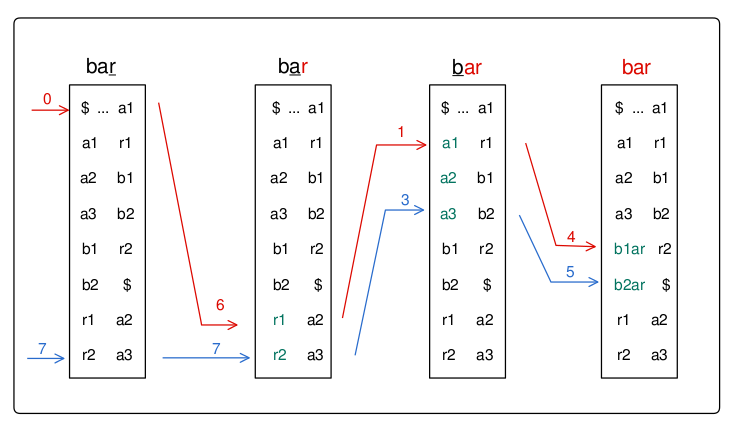 bar bar bar bar
0 $ ... a1 $ ... a1 $ ... a1 $ ... a1
a1 r1 a1 r1 1 a1 r1 a1 r1
a2 b1 a2 b1 a2 b1 a2 b1
a3 b2 a3 b2 3 a3 b2 a3 b2
b1 r2 b1 r2 b1 r2 4 b1ar r2
b2 $ b2 $ b2 $ 5 b2ar $
r1 a2 6 r1 a2 r1 a2 r1 a2
7 r2 a3 7 r2 a3 r2 a3 r2 a3